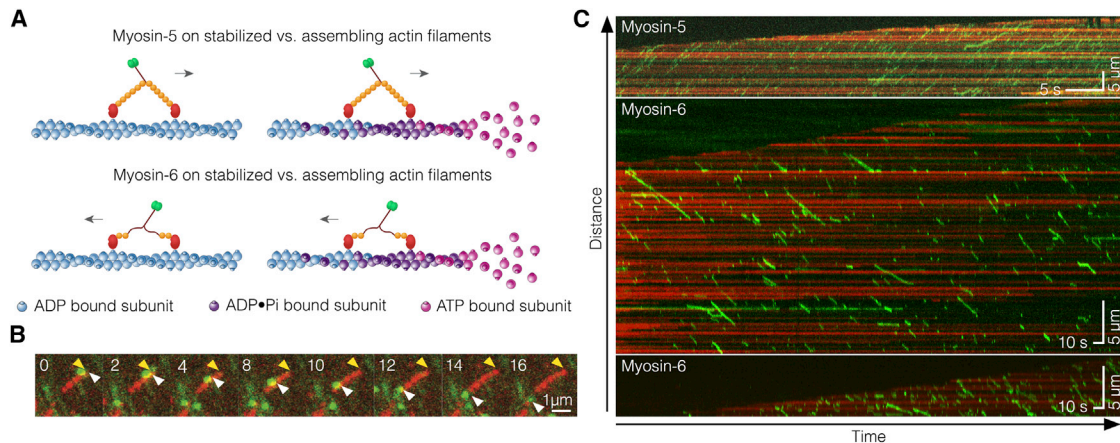 A
Myosin-5 on stabilized vs. assembling actin filaments
Myosin-6 on stabilized vs. assembling actin filaments
ADP bound subunit
ADP•Pi bound subunit
ATP bound subunit
B
0
2
4
8
10
12
14
16
1μm
C
Distance
Myosin-5
5 s
5 μm
Myosin-6
10 s
5 μm
Myosin-6
10 s
5 μm
Time